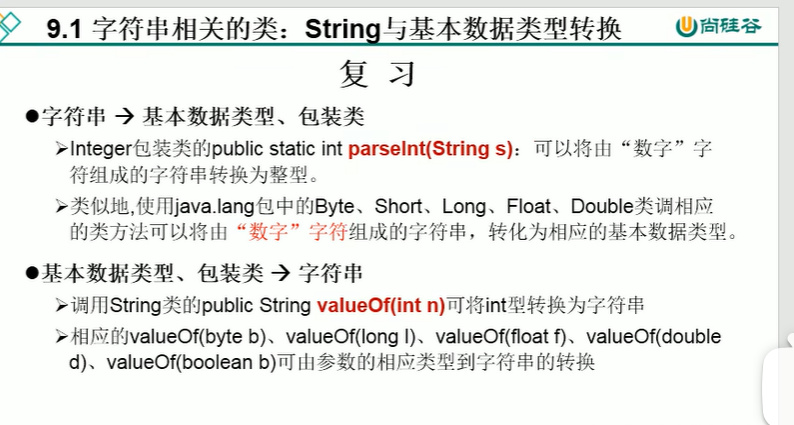 9.1 字符串相关的类：String与基本数据类型转换
尚硅谷
复 习
●字符串 → 基本数据类型、包装类
➢Integer包装类的public static int parseInt(String s)：可以将由“数字”字
符组成的字符串转换为整型。
➢类似地,使用java.lang包中的Byte、Short、Long、Float、Double类调相应
的类方法可以将由“数字”字符组成的字符串，转化为相应的基本数据类型。
●基本数据类型、包装类 → 字符串
➢调用String类的public String valueOf(int n)可将int型转换为字符串
➢相应的valueOf(byte b)、valueOf(long l)、valueOf(float f)、valueOf(double
d)、valueOf(boolean b)可由参数的相应类型到字符串的转换